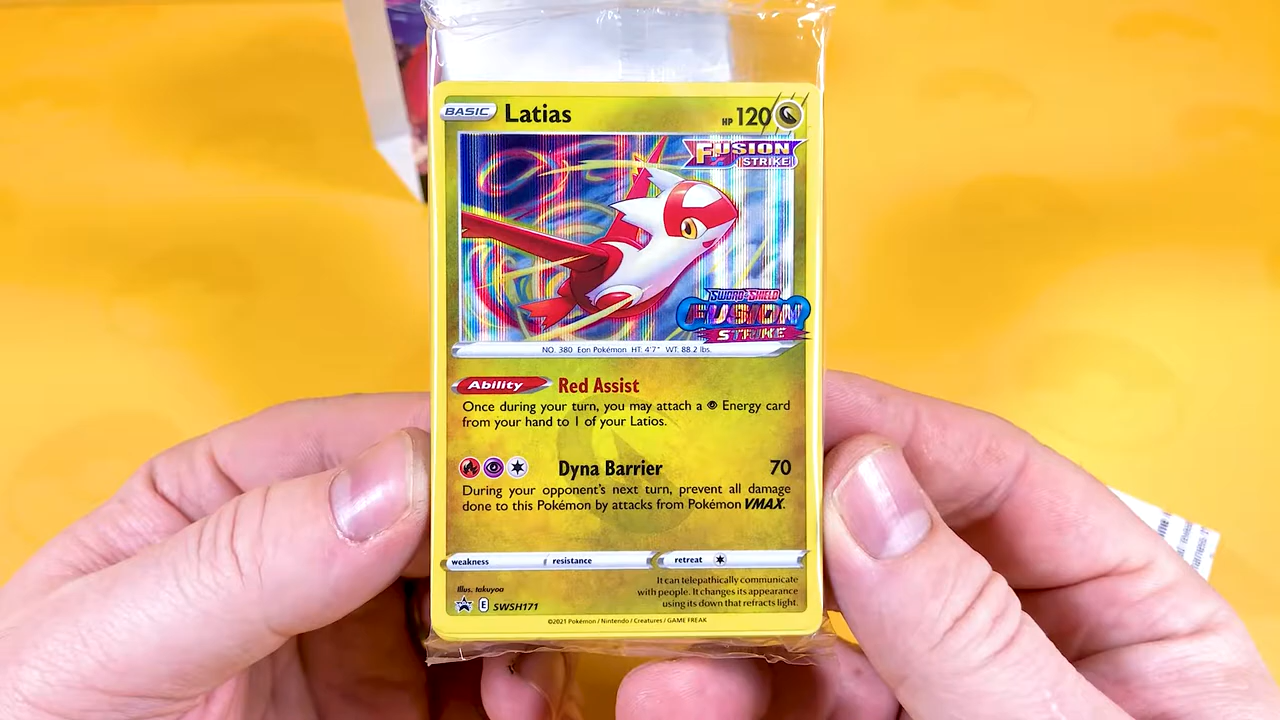 BASIC Latias HP 120
FUSION
STRIKE
SWORD & SHIELD
FUSION
STRIKE
NO. 380 Eon Pokémon HT: 4'7" WT: 88.2 lbs.
Ability Red Assist
Once during your turn, you may attach a Energy card
from your hand to 1 of your Latias.
Dyna Barrier 70
During your opponent's next turn, prevent all damage
done to this Pokémon by attacks from Pokémon VMAX.
weakness resistance retreat
Illus. takuyoa
E SWSH171
It can telepathically communicate
with people. It changes its appearance
using its down that refracts light.
©2021 Pokémon / Nintendo / Creatures / GAME FREAK